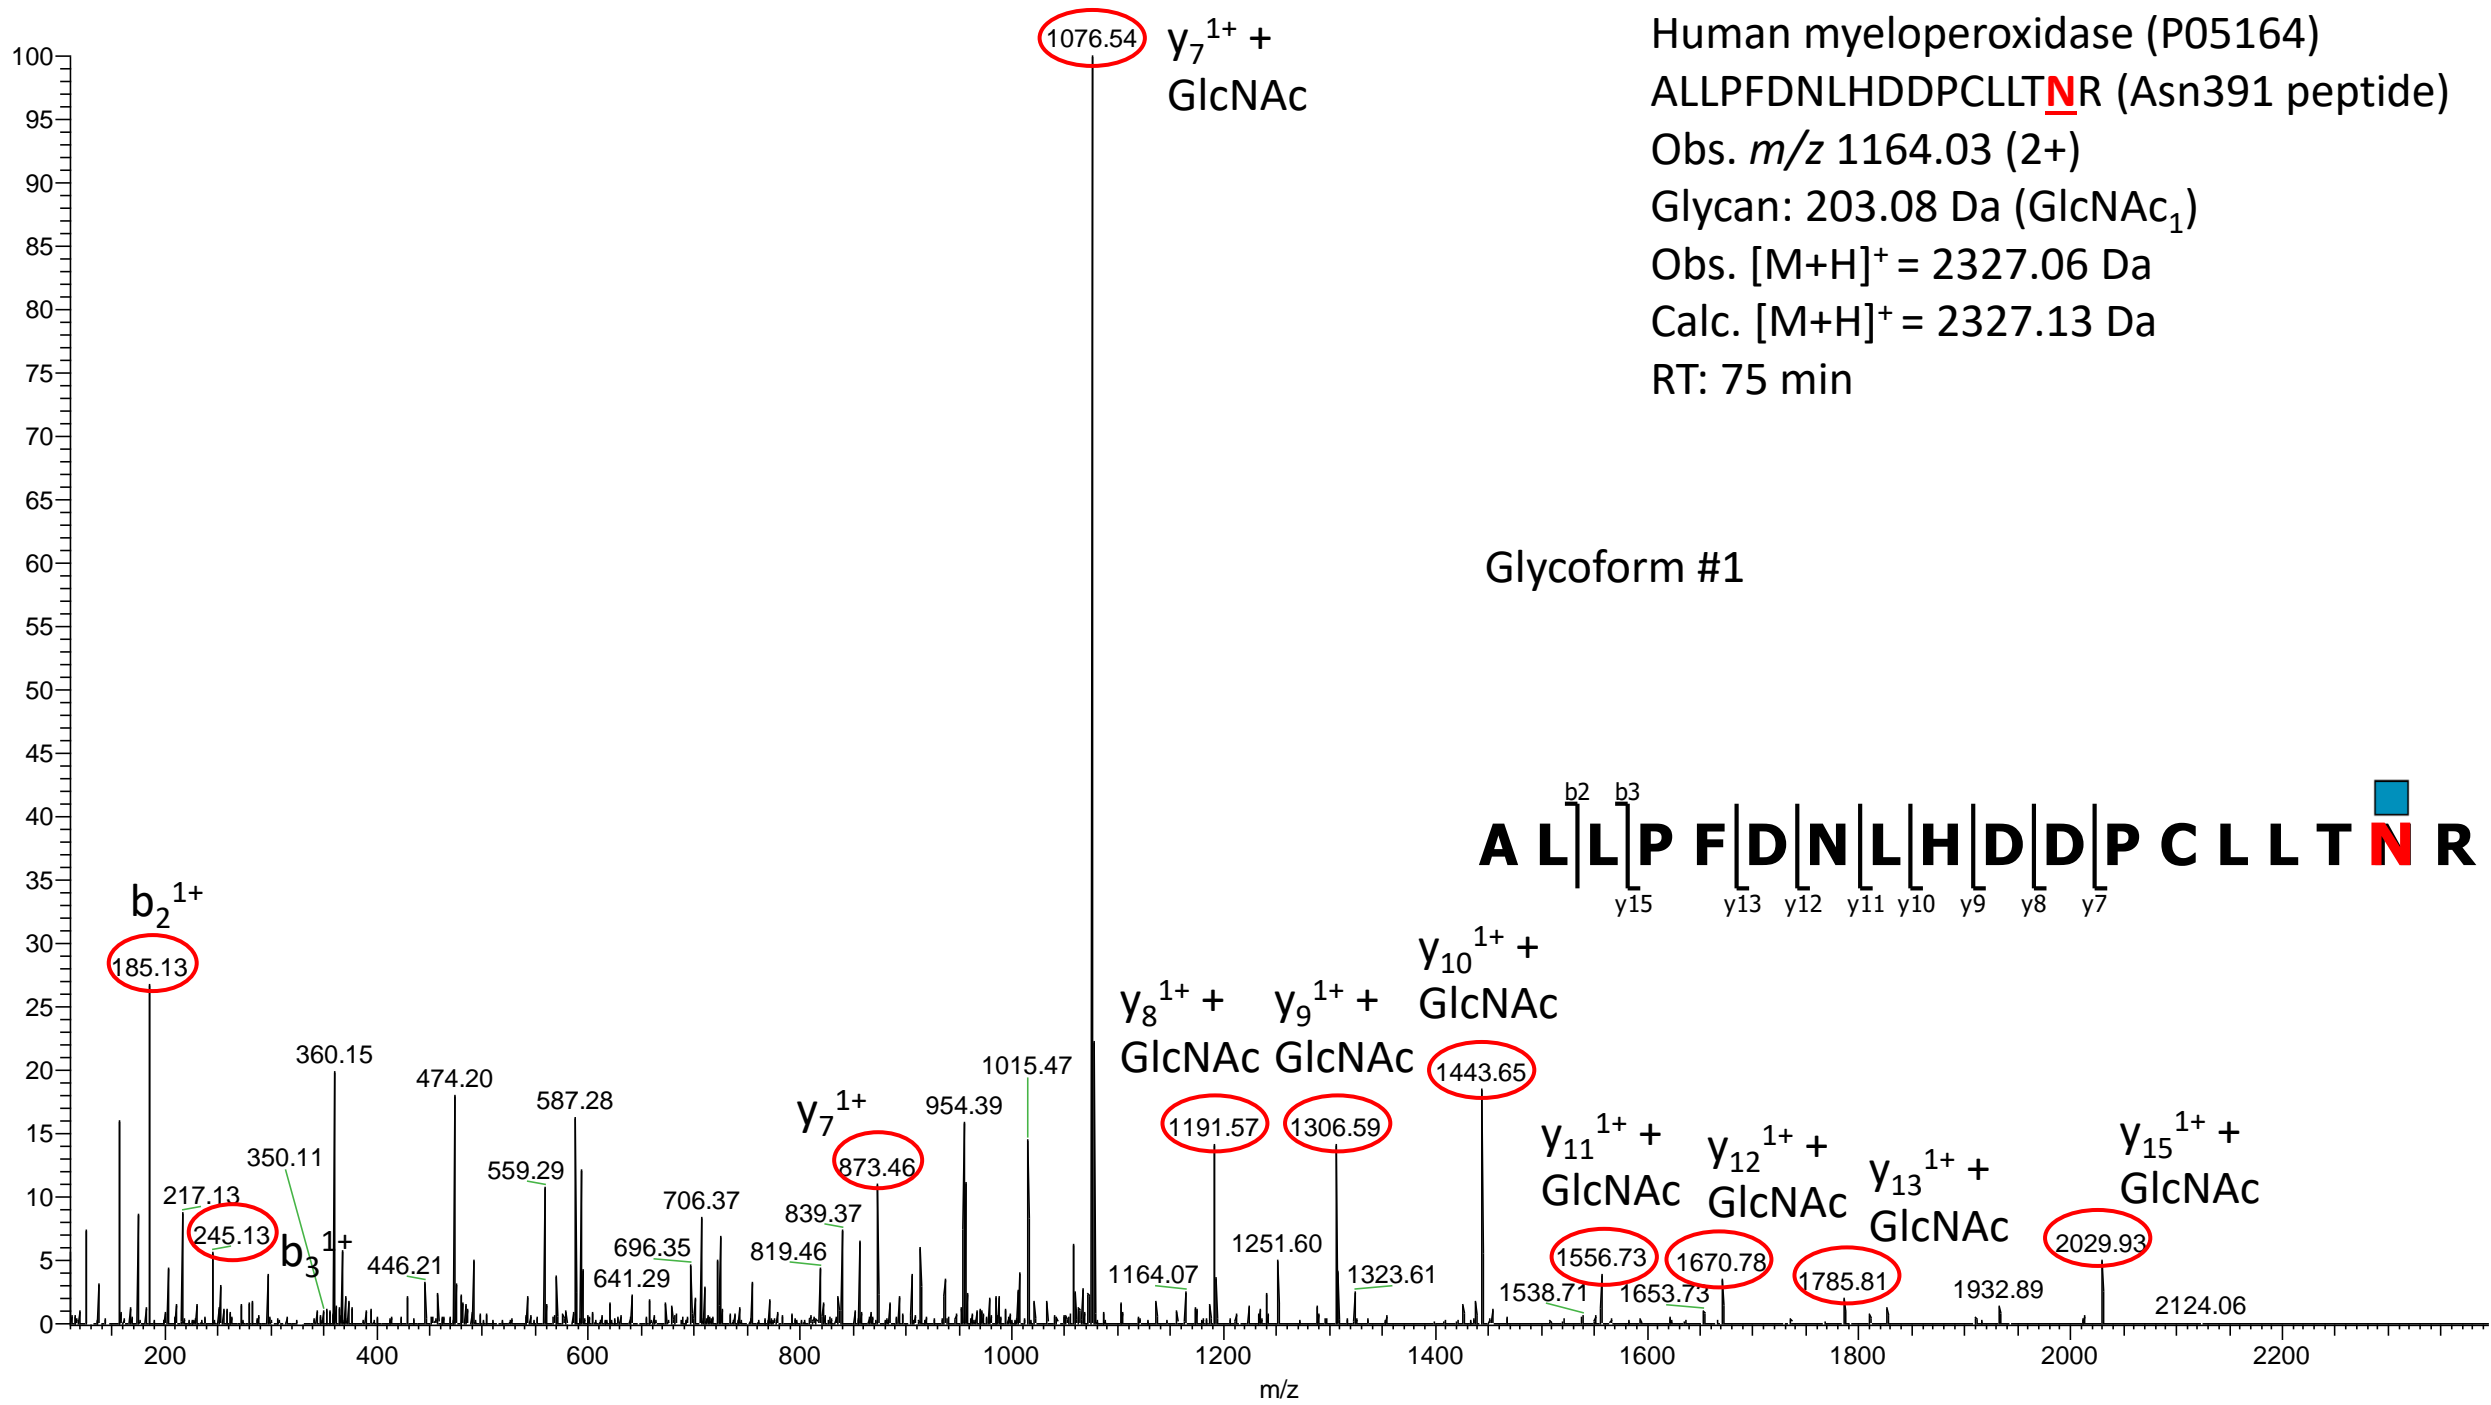 Human myeloperoxidase (P05164)
ALLPFDNLHDDPCLLTNR (Asn391 peptide)
Obs. m/z 1164.03 (2+)
Glycan: 203.08 Da (GlcNAc₁)
Obs. [M+H]⁺ = 2327.06 Da
Calc. [M+H]⁺ = 2327.13 Da
RT: 75 min
Glycoform #1
1076.54
y₇¹⁺ +
GlcNAc
b2 b3
A L L P F D N L H D D P C L L T N R
y15 y13 y12 y11 y10 y9 y8 y7
b₂¹⁺
185.13
217.13
245.13
b₃¹⁺
350.11
360.15
446.21
474.20
559.29
587.28
641.29
696.35
706.37
819.46
839.37
y₇¹⁺
873.46
954.39
1015.47
1164.07
y₈¹⁺ +
GlcNAc
1191.57
1251.60
y₉¹⁺ +
GlcNAc
1306.59
1323.61
y₁₀¹⁺ +
GlcNAc
1443.65
1538.71
y₁₁¹⁺ +
GlcNAc
1556.73
1653.73
y₁₂¹⁺ +
GlcNAc
1670.78
y₁₃¹⁺ +
GlcNAc
1785.81
1932.89
y₁₅¹⁺ +
GlcNAc
2029.93
2124.06
100
95
90
85
80
75
70
65
60
55
50
45
40
35
30
25
20
15
10
5
0
200 400 600 800 1000 1200 1400 1600 1800 2000 2200
m/z